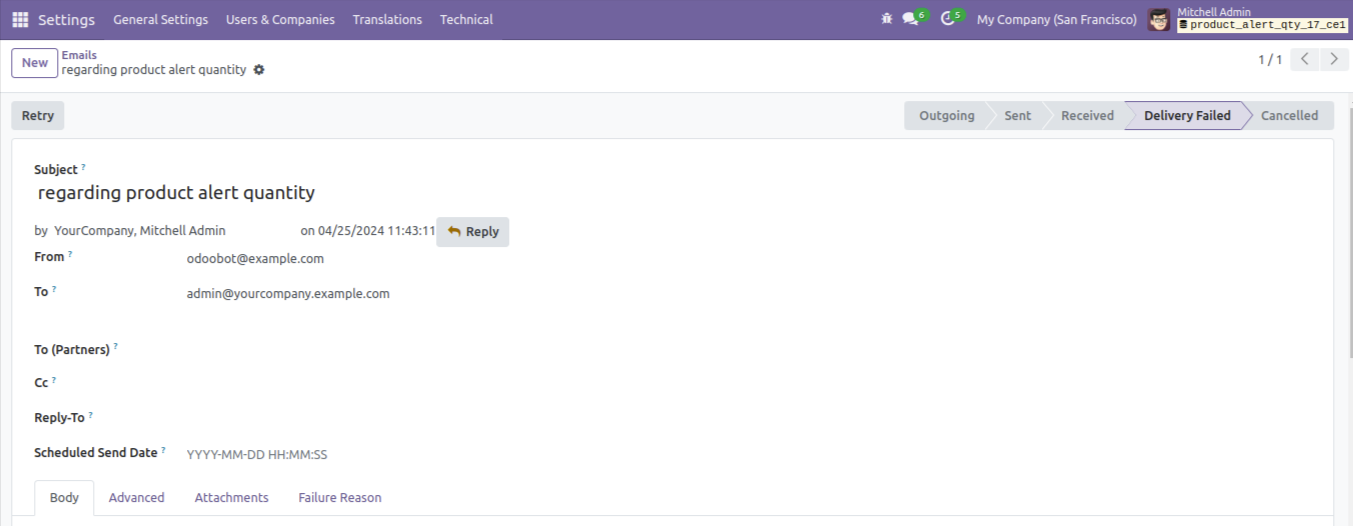 Settings General Settings Users & Companies Translations Technical 6 5 My Company (San Francisco) Mitchell Admin
product_alert_qty_17_ce1
New Emails
regarding product alert quantity
1 / 1
Retry Outgoing Sent Received Delivery Failed Cancelled
Subject ?
regarding product alert quantity
by YourCompany, Mitchell Admin on 04/25/2024 11:43:11 Reply
From ? odoobot@example.com
To ? admin@yourcompany.example.com
To (Partners) ?
Cc ?
Reply-To ?
Scheduled Send Date ? YYYY-MM-DD HH:MM:SS
Body Advanced Attachments Failure Reason